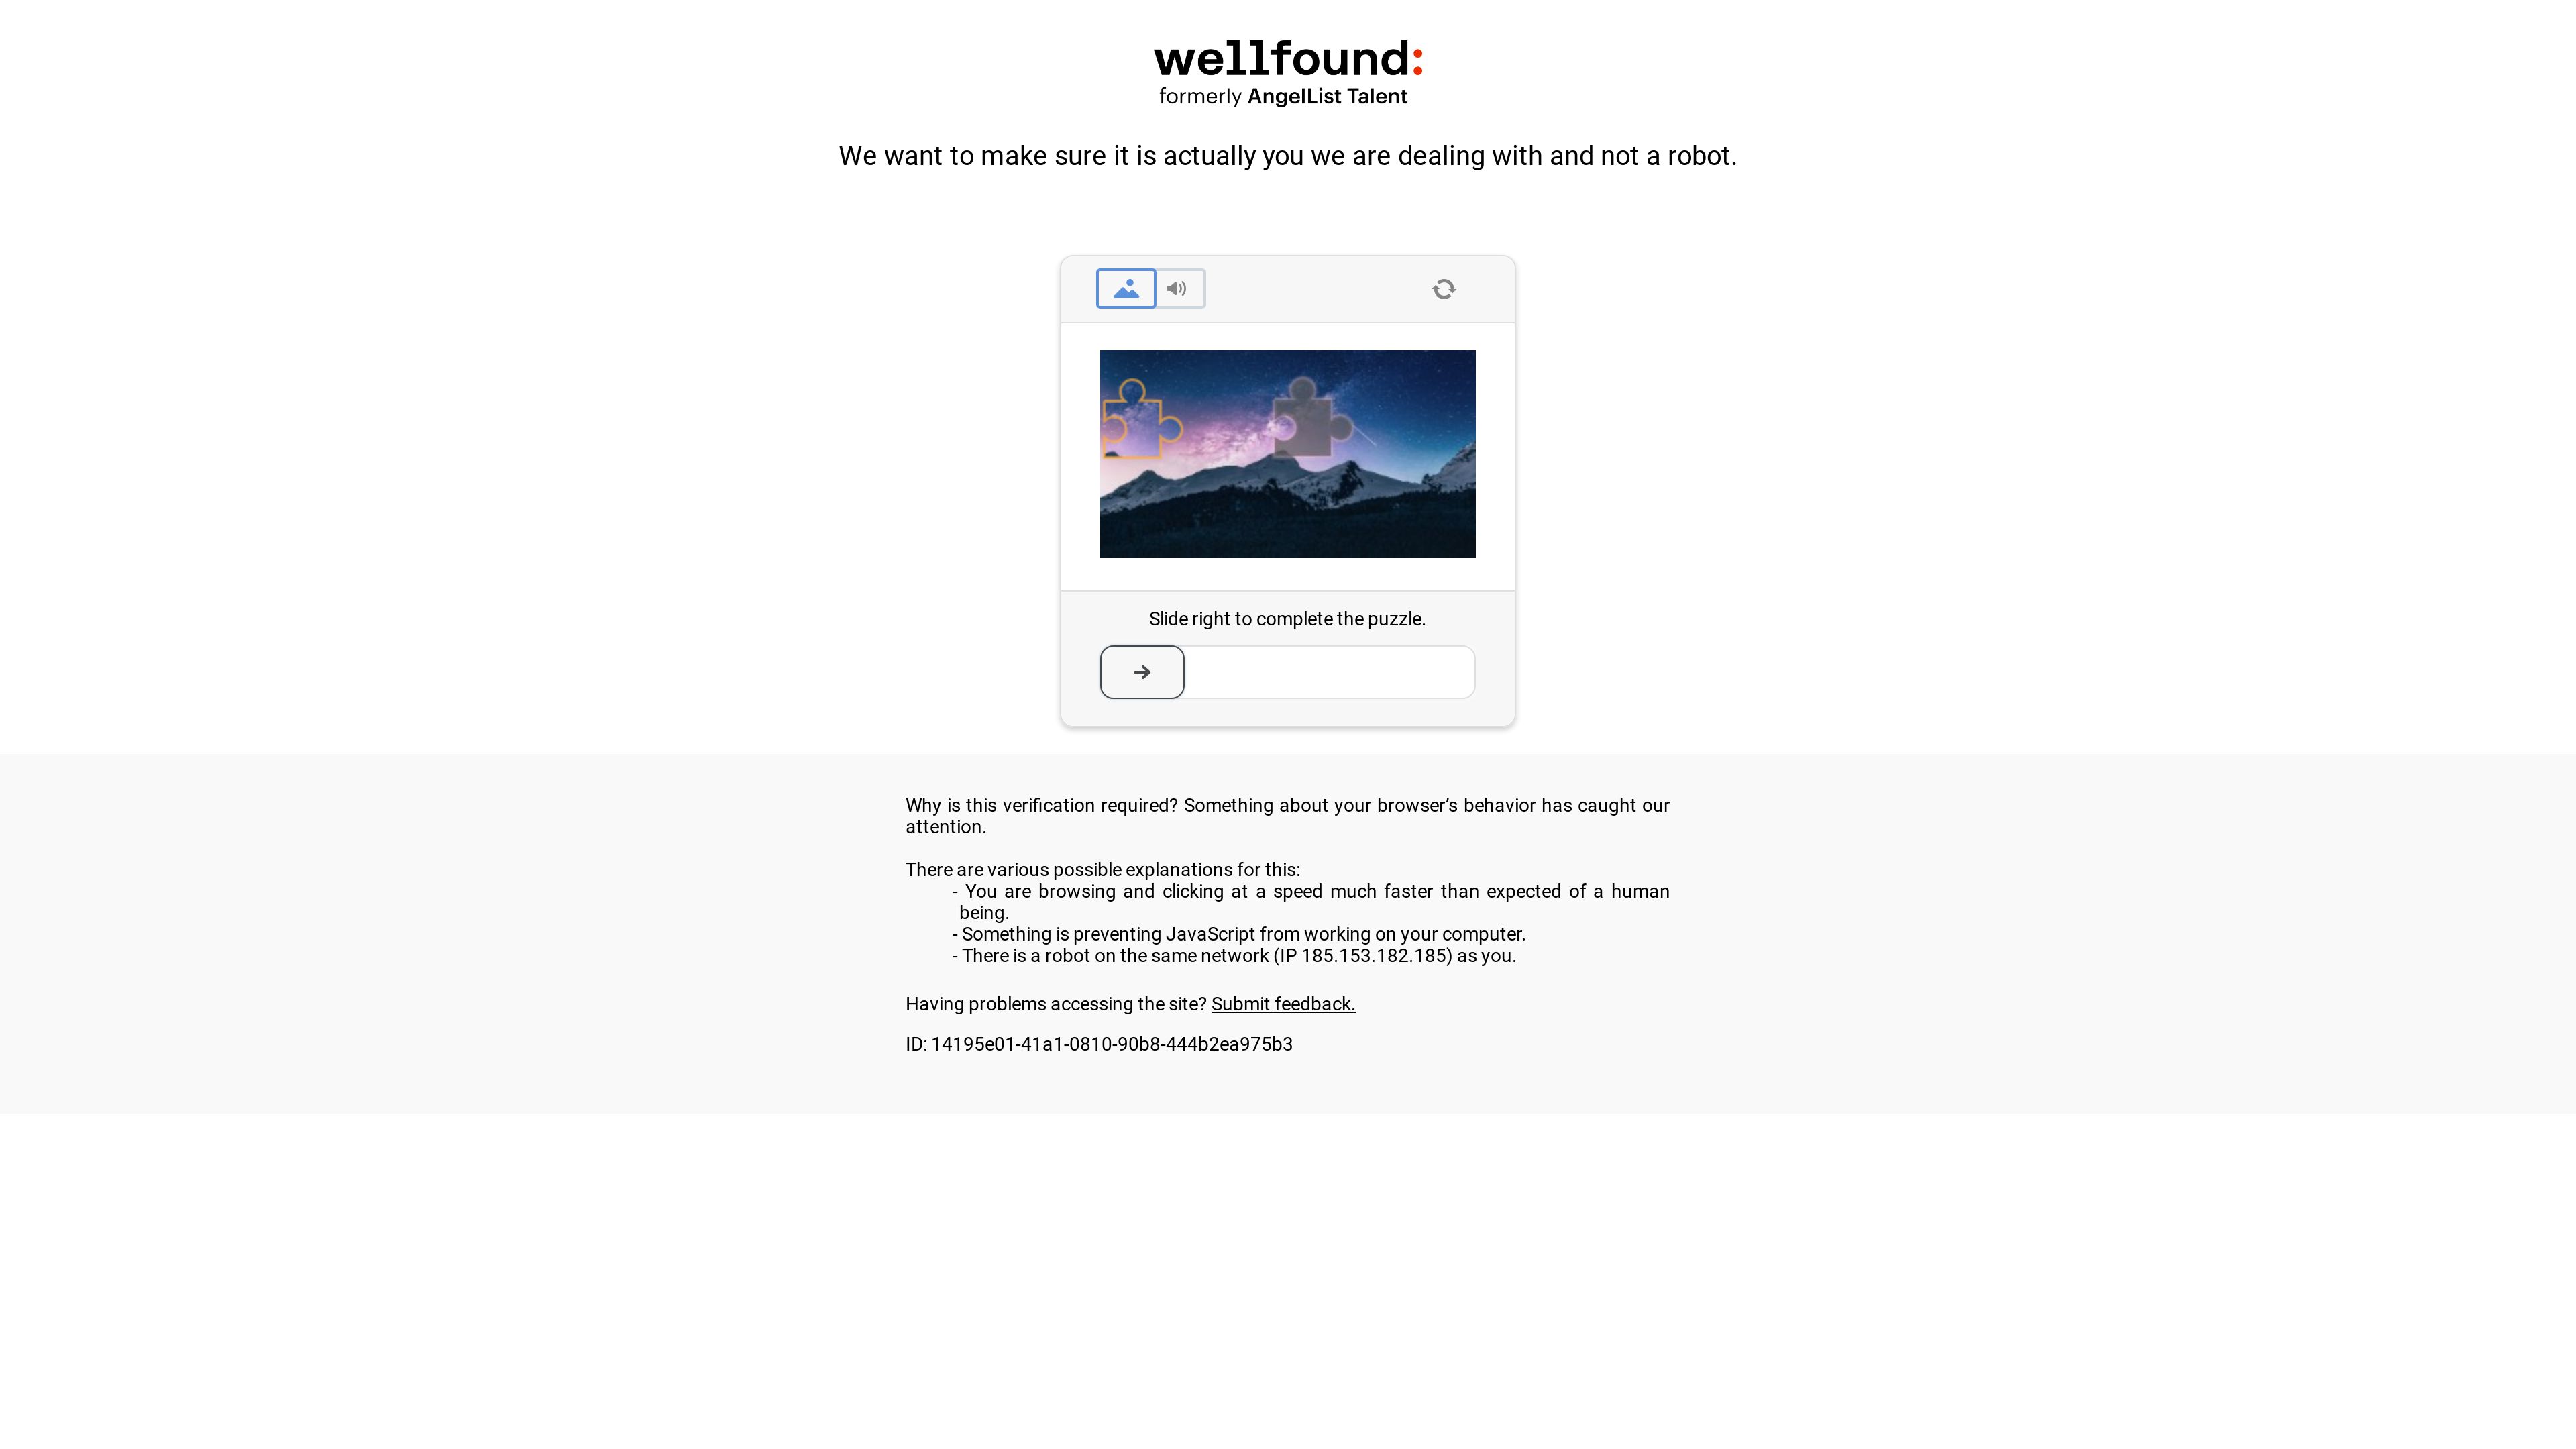 wellfound:
formerly AngelList Talent
We want to make sure it is actually you we are dealing with and not a robot.
Slide right to complete the puzzle.
Why is this verification required? Something about your browser’s behavior has caught our
attention.
There are various possible explanations for this:
- You are browsing and clicking at a speed much faster than expected of a human
being.
- Something is preventing JavaScript from working on your computer.
- There is a robot on the same network (IP 185.153.182.185) as you.
Having problems accessing the site? Submit feedback.
ID: 14195e01-41a1-0810-90b8-444b2ea975b3